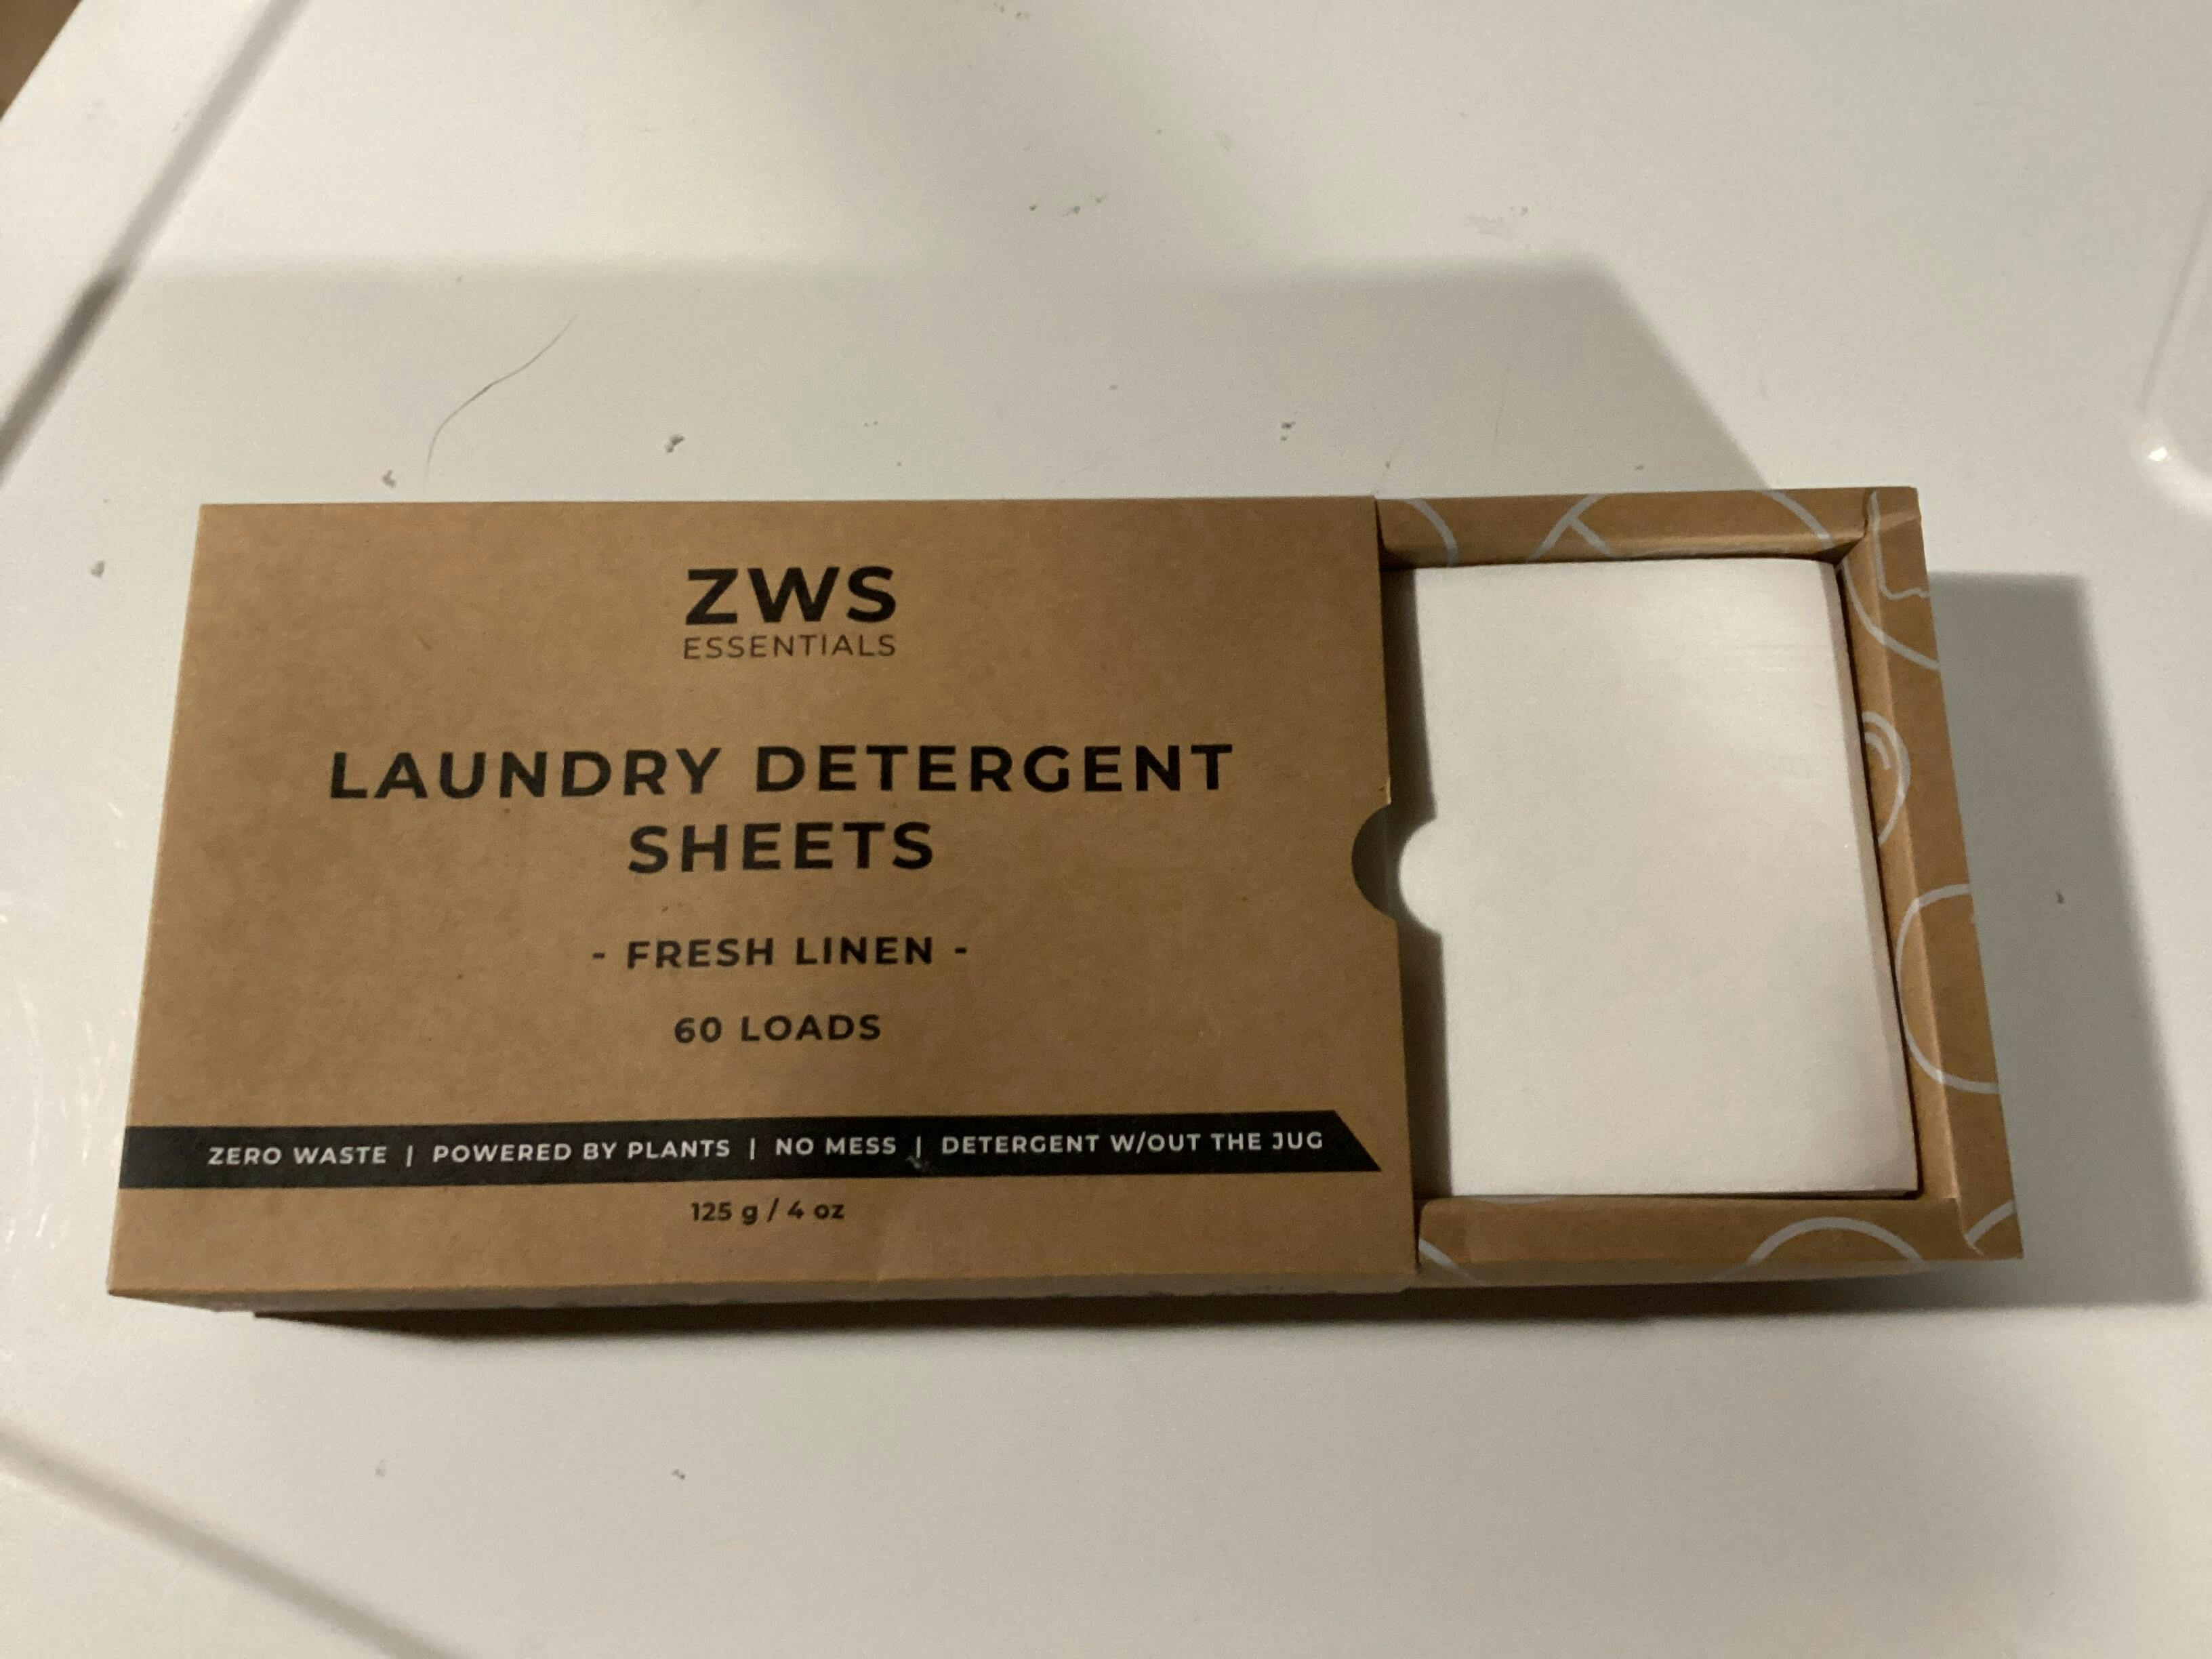 ZWS
ESSENTIALS
LAUNDRY DETERGENT
SHEETS
- FRESH LINEN -
60 LOADS
ZERO WASTE | POWERED BY PLANTS | NO MESS | DETERGENT W/OUT THE JUG
125 g / 4 oz